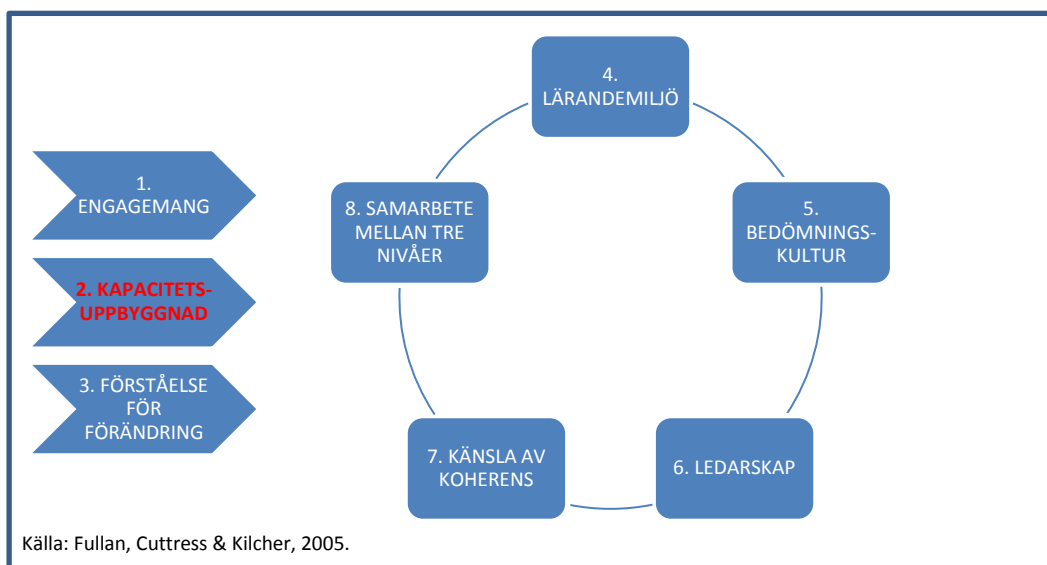 1.
ENGAGEMANG
2. KAPACITETS-
UPPBYGGNAD
3. FÖRSTÅELSE
FÖR
FÖRÄNDRING
4.
LÄRANDEMILJÖ
5.
BEDÖMNINGS-
KULTUR
6. LEDARSKAP
7. KÄNSLA AV
KOHERENS
8. SAMARBETE
MELLAN TRE
NIVÅER
Källa: Fullan, Cuttress & Kilcher, 2005.